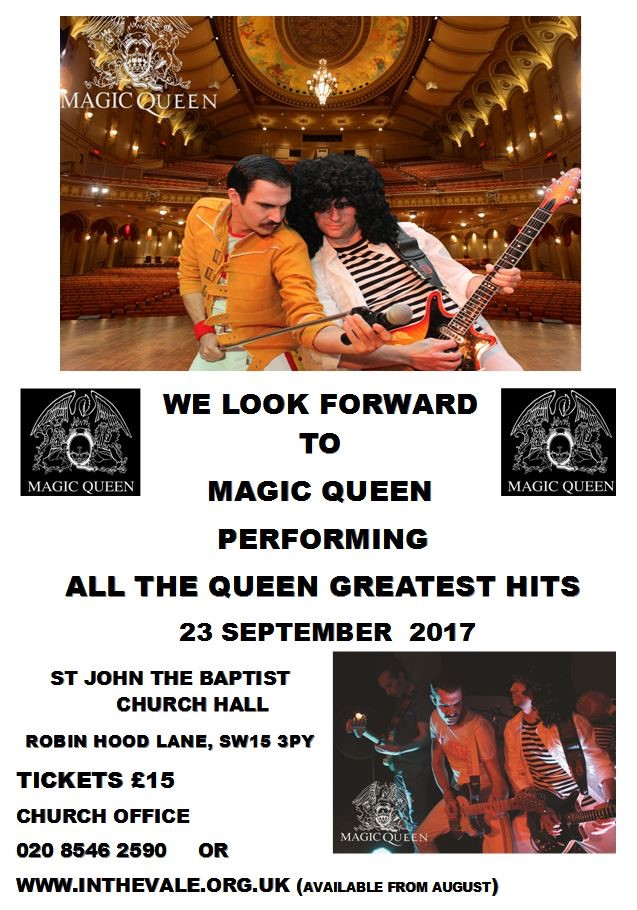 MAGIC QUEEN
WE LOOK FORWARD
TO
MAGIC QUEEN
MAGIC QUEEN
MAGIC QUEEN
PERFORMING
ALL THE QUEEN GREATEST HITS
23 SEPTEMBER 2017
ST JOHN THE BAPTIST
CHURCH HALL
ROBIN HOOD LANE, SW15 3PY
TICKETS £15
CHURCH OFFICE
020 8546 2590 OR
WWW.INTHEVALE.ORG.UK (AVAILABLE FROM AUGUST)
MAGIC QUEEN